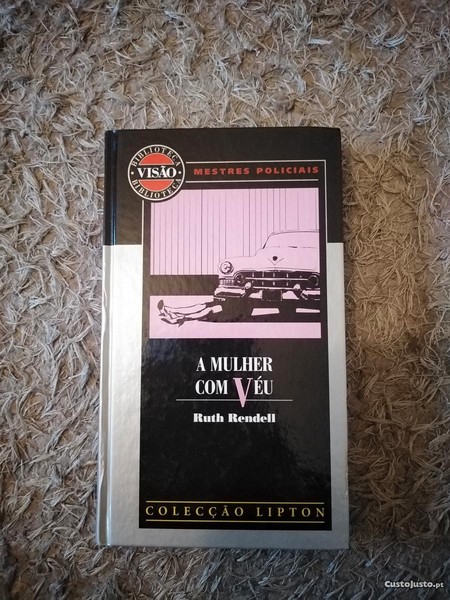 BIBLIOTECA
VISÃO
BIBLIOTECA
MESTRES POLICIAIS
A MULHER
COM VÉU
Ruth Rendell
COLECÇÃO LIPTON
CustoJusto.pt